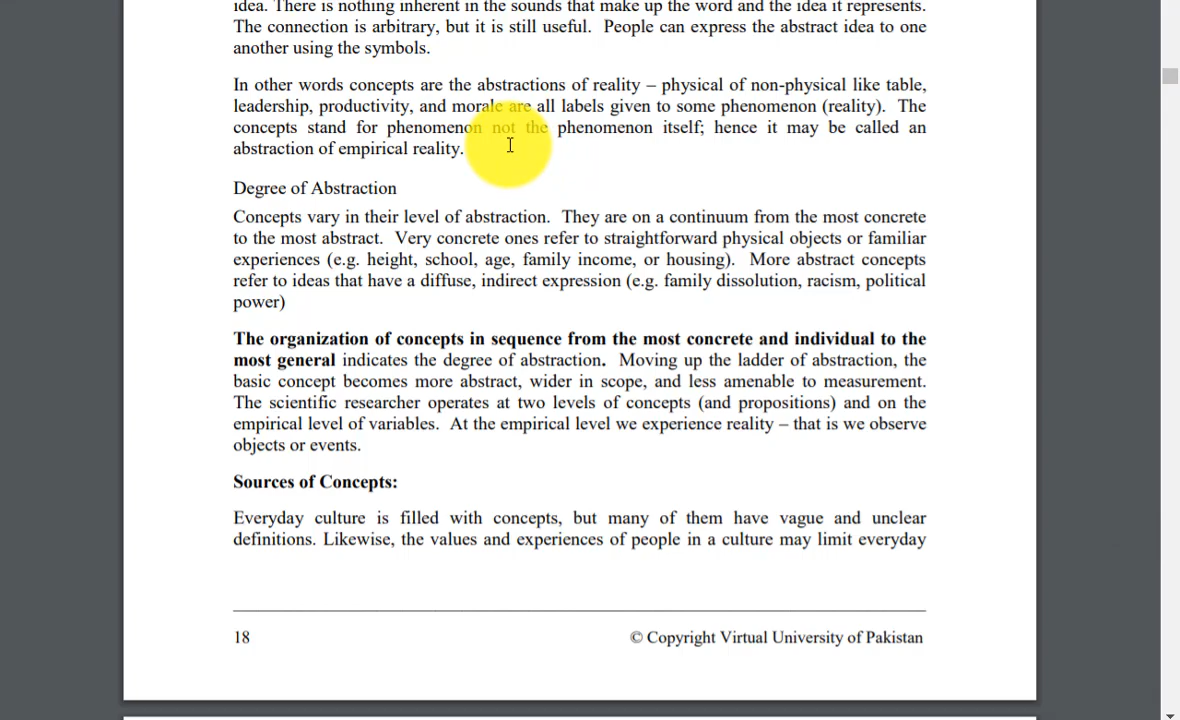 idea. There is nothing inherent in the sounds that make up the word and the idea it represents.
The connection is arbitrary, but it is still useful. People can express the abstract idea to one
another using the symbols.
In other words concepts are the abstractions of reality – physical of non-physical like table,
leadership, productivity, and morale are all labels given to some phenomenon (reality). The
concepts stand for phenomenon not the phenomenon itself; hence it may be called an
abstraction of empirical reality.
Degree of Abstraction
Concepts vary in their level of abstraction. They are on a continuum from the most concrete
to the most abstract. Very concrete ones refer to straightforward physical objects or familiar
experiences (e.g. height, school, age, family income, or housing). More abstract concepts
refer to ideas that have a diffuse, indirect expression (e.g. family dissolution, racism, political
power)
The organization of concepts in sequence from the most concrete and individual to the
most general indicates the degree of abstraction. Moving up the ladder of abstraction, the
basic concept becomes more abstract, wider in scope, and less amenable to measurement.
The scientific researcher operates at two levels of concepts (and propositions) and on the
empirical level of variables. At the empirical level we experience reality – that is we observe
objects or events.
Sources of Concepts:
Everyday culture is filled with concepts, but many of them have vague and unclear
definitions. Likewise, the values and experiences of people in a culture may limit everyday
18 © Copyright Virtual University of Pakistan